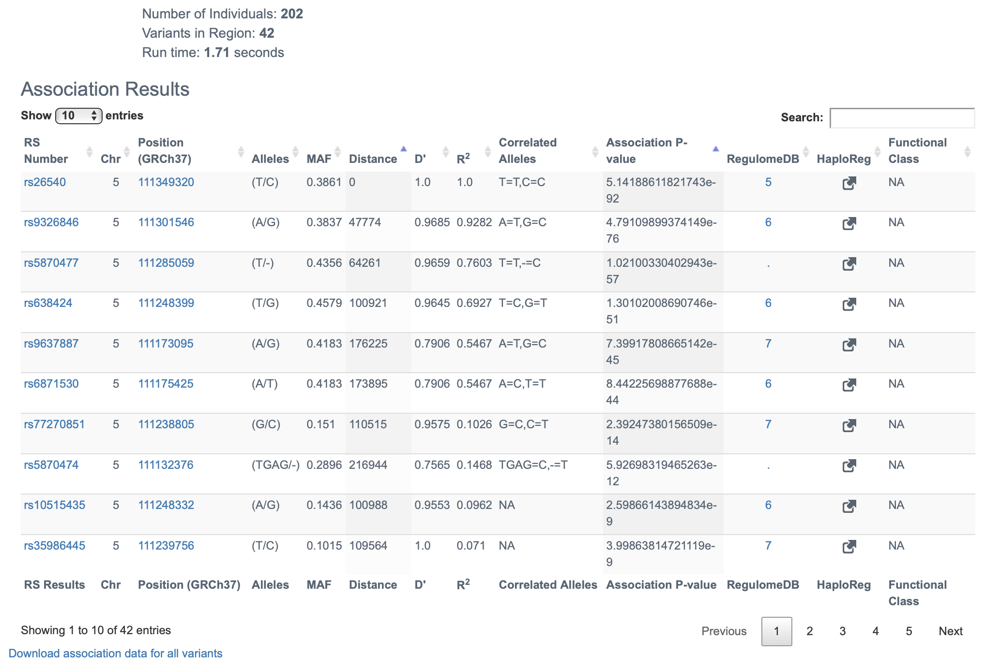 Number of Individuals: 202
Variants in Region: 42
Run time: 1.71 seconds
Association Results
Show 10 entries
Search:
RS Number Chr Position (GRCh37) Alleles MAF Distance D' R² Correlated Alleles Association P-value RegulomeDB HaploReg Functional Class
rs26540 5 111349320 (T/C) 0.3861 0 1.0 1.0 T=T,C=C 5.14188611821743e-92 5 NA
rs9326846 5 111301546 (A/G) 0.3837 47774 0.9685 0.9282 A=T,G=C 4.79109899374149e-76 6 NA
rs5870477 5 111285059 (T/-) 0.4356 64261 0.9659 0.7603 T=T,-=C 1.02100330402943e-57 . NA
rs638424 5 111248399 (T/G) 0.4579 100921 0.9645 0.6927 T=C,G=T 1.30102008690746e-51 6 NA
rs9637887 5 111173095 (A/G) 0.4183 176225 0.7906 0.5467 A=T,G=C 7.39917808665142e-45 7 NA
rs6871530 5 111175425 (A/T) 0.4183 173895 0.7906 0.5467 A=C,T=T 8.44225698877688e-44 6 NA
rs77270851 5 111238805 (G/C) 0.151 110515 0.9575 0.1026 G=C,C=T 2.39247380156509e-14 7 NA
rs5870474 5 111132376 (TGAG/-) 0.2896 216944 0.7565 0.1468 TGAG=C,-=T 5.92698319465263e-12 . NA
rs10515435 5 111248332 (A/G) 0.1436 100988 0.9553 0.0962 NA 2.59866143894834e-9 6 NA
rs35986445 5 111239756 (T/C) 0.1015 109564 1.0 0.071 NA 3.99863814721119e-9 7 NA
RS Results Chr Position (GRCh37) Alleles MAF Distance D' R² Correlated Alleles Association P-value RegulomeDB HaploReg Functional Class
Showing 1 to 10 of 42 entries
Previous 1 2 3 4 5 Next
Download association data for all variants